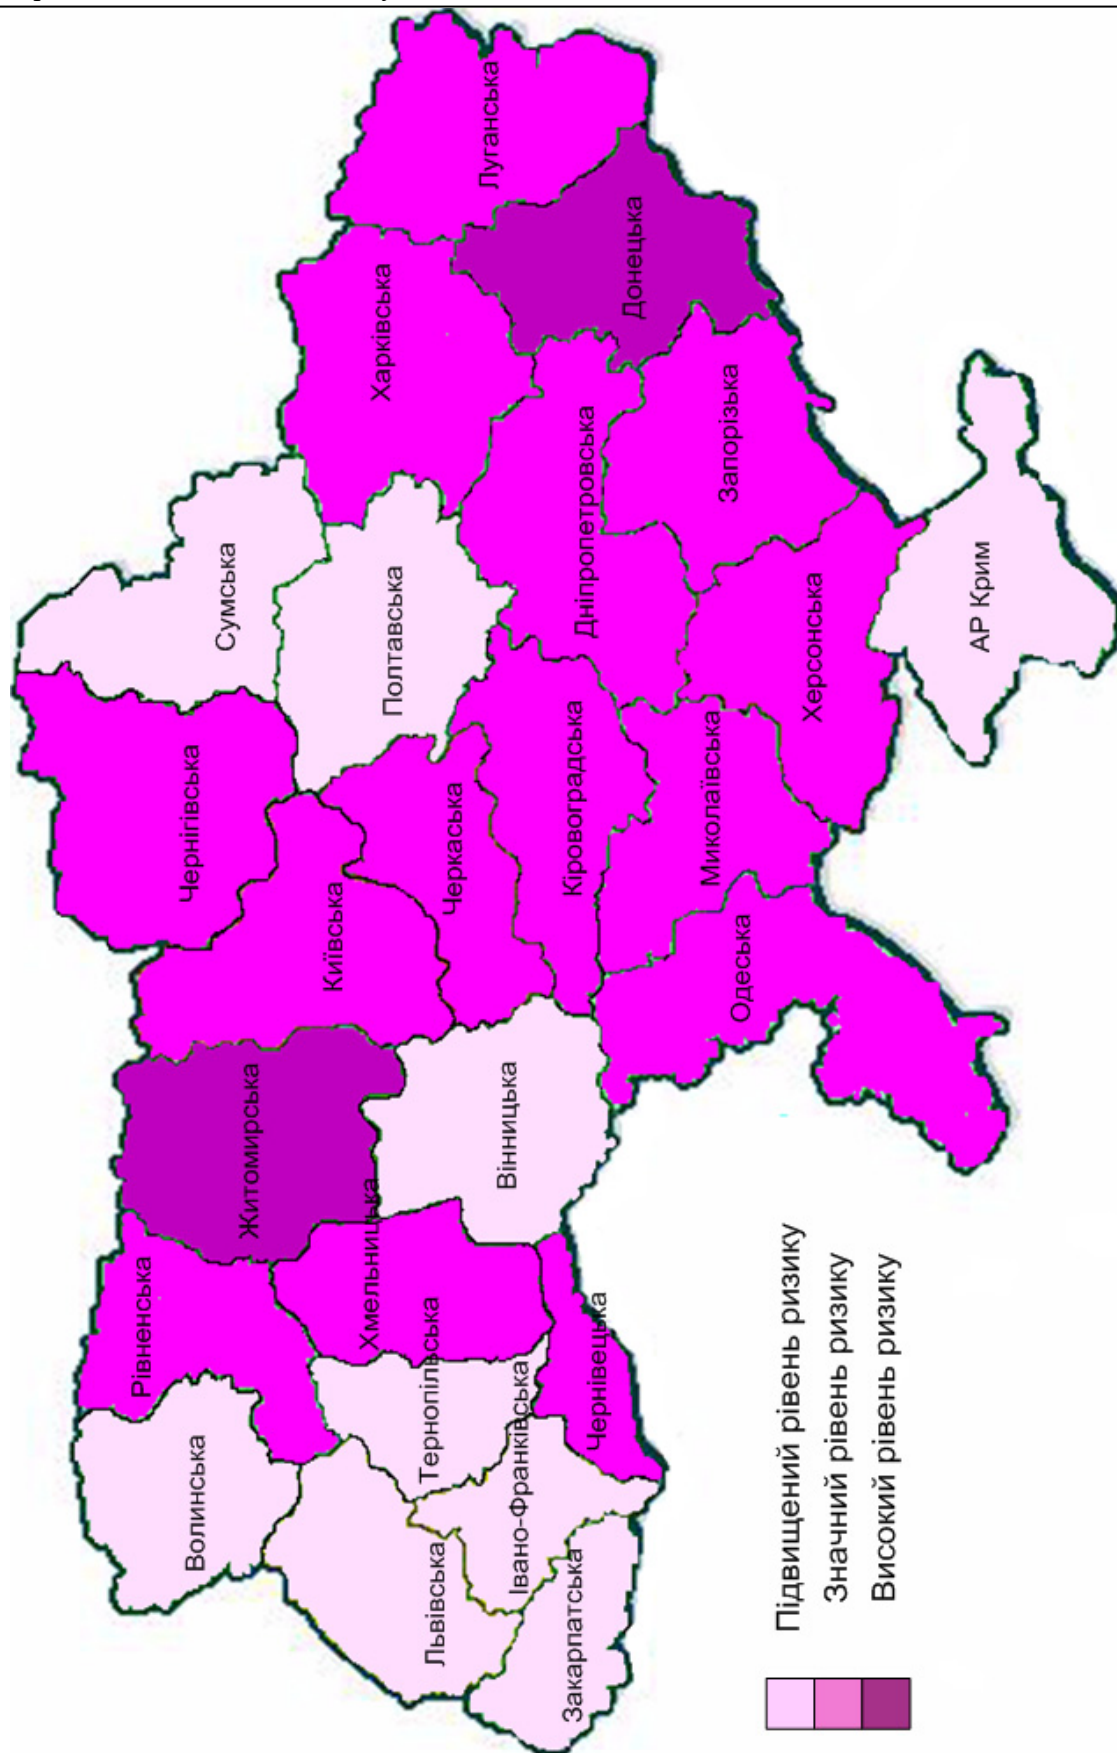 Волинська
Рівненська
Житомирська
Київська
Чернігівська
Сумська
Львівська
Тернопільська
Хмельницька
Вінницька
Черкаська
Полтавська
Харківська
Луганська
Закарпатська
Івано-Франківська
Чернівецька
Кіровоградська
Дніпропетровська
Донецька
Одеська
Миколаївська
Херсонська
Запорізька
АР Крим
Підвищений рівень ризику
Значний рівень ризику
Високий рівень ризику